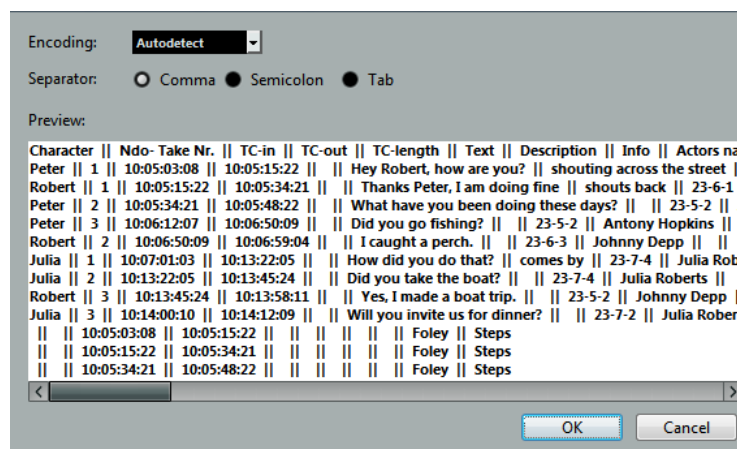 Encoding: Autodetect
Separator: Comma Semicolon Tab
Preview:
Character || Ndo- Take Nr. || TC-in || TC-out || TC-length || Text || Description || Info || Actors na
Peter || 1 || 10:05:03:08 || 10:05:15:22 || || Hey Robert, how are you? || shouting across the street |
Robert || 1 || 10:05:15:22 || 10:05:34:21 || || Thanks Peter, I am doing fine || shouts back || 23-6-1
Peter || 2 || 10:05:34:21 || 10:05:48:22 || || What have you been doing these days? || || 23-5-2 ||
Peter || 3 || 10:06:12:07 || 10:06:50:09 || || Did you go fishing? || || 23-5-2 || Antony Hopkins ||
Robert || 2 || 10:06:50:09 || 10:06:59:04 || || I caught a perch. || || 23-6-3 || Johnny Depp || ||
Julia || 1 || 10:07:01:03 || 10:13:22:05 || || How did you do that? || comes by || 23-7-4 || Julia Rob
Julia || 2 || 10:13:22:05 || 10:13:45:24 || || Did you take the boat? || || 23-7-4 || Julia Roberts ||
Robert || 3 || 10:13:45:24 || 10:13:58:11 || || Yes, I made a boat trip. || || 23-5-2 || Johnny Depp |
Julia || 3 || 10:14:00:10 || 10:14:12:09 || || Will you invite us for dinner? || || 23-7-2 || Julia Rober
|| || 10:05:03:08 || 10:05:15:22 || || || || || || Foley || Steps
|| || 10:05:15:22 || 10:05:34:21 || || || || || || Foley || Steps
|| || 10:05:34:21 || 10:05:48:22 || || || || || || Foley || Steps
OK Cancel